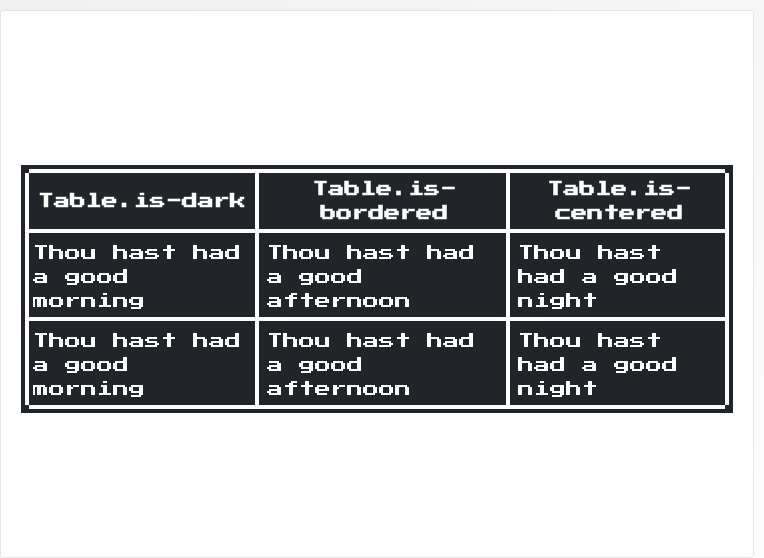 Table.is-dark
Table.is-
bordered
Table.is-
centered
Thou hast had
a good
morning
Thou hast had
a good
afternoon
Thou hast
had a good
night
Thou hast had
a good
morning
Thou hast had
a good
afternoon
Thou hast
had a good
night